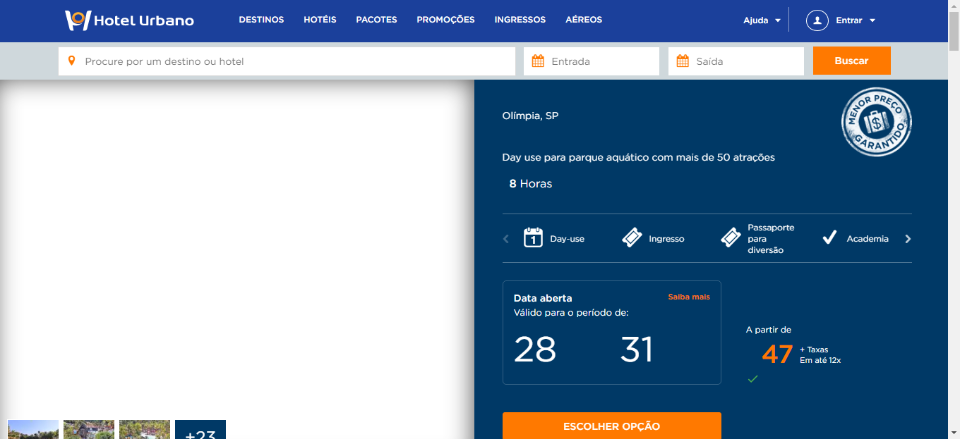 Hotel Urbano
DESTINOS HOTÉIS PACOTES PROMOÇÕES INGRESSOS AÉREOS
Ajuda Entrar
Procure por um destino ou hotel
Entrada
Saída
Buscar
MENOR PREÇO
$
GARANTIDO
Olímpia, SP
Day use para parque aquático com mais de 50 atrações
8 Horas
1
Day-use
Ingresso
Passaporte
para
diversão
Academia
Data aberta Saiba mais
Válido para o período de:
28 31
A partir de
47
+ Taxas
Em até 12x
ESCOLHER OPÇÃO
+23